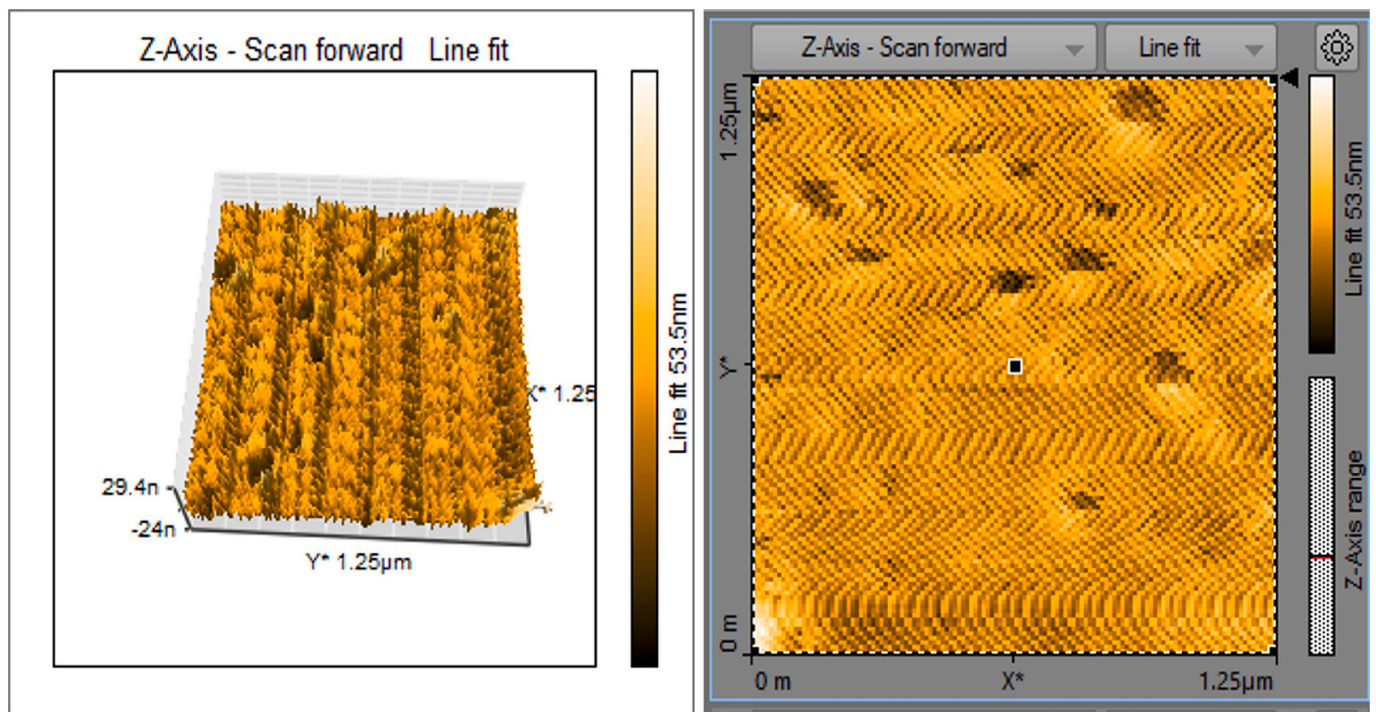 Z-Axis - Scan forward Line fit
Line fit 53.5nm
X* 1.25
29.4n
-24n
Y* 1.25µm
Z-Axis - Scan forward
Line fit
1.25µm
Y*
0 m
0 m
X*
1.25µm
Line fit 53.5nm
Z-Axis range